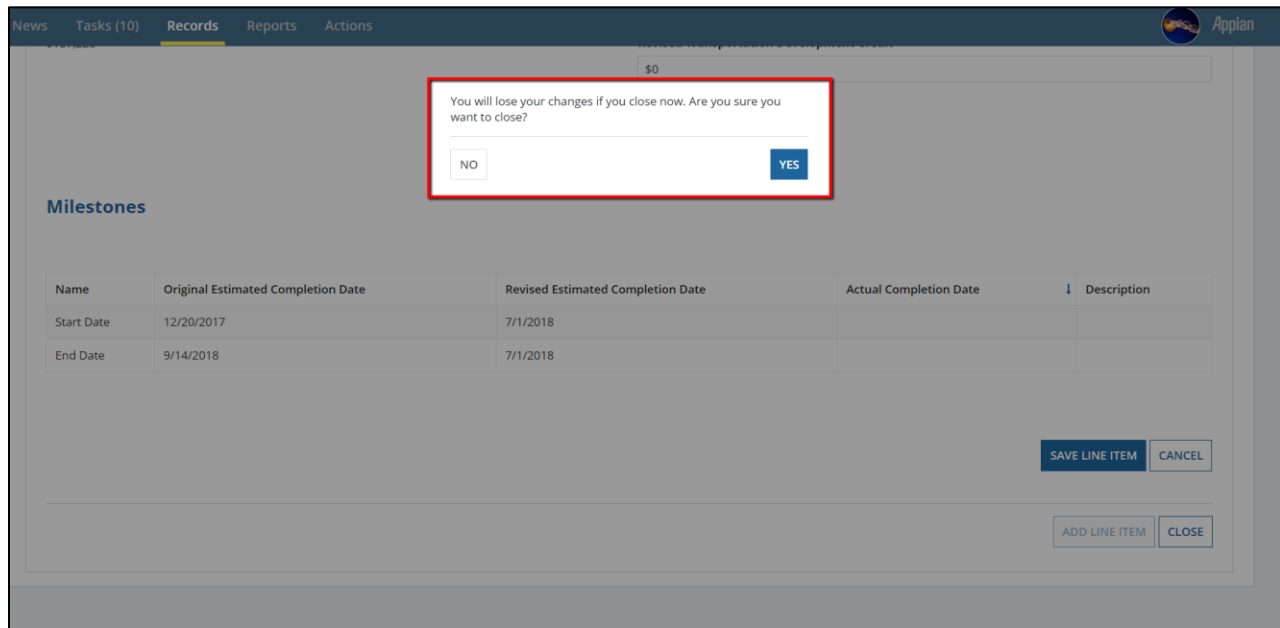 News Tasks (10) Records Reports Actions Appian
$0
You will lose your changes if you close now. Are you sure you
want to close?
NO YES
Milestones
Name Original Estimated Completion Date Revised Estimated Completion Date Actual Completion Date ↓ Description
Start Date 12/20/2017 7/1/2018
End Date 9/14/2018 7/1/2018
SAVE LINE ITEM CANCEL
ADD LINE ITEM CLOSE